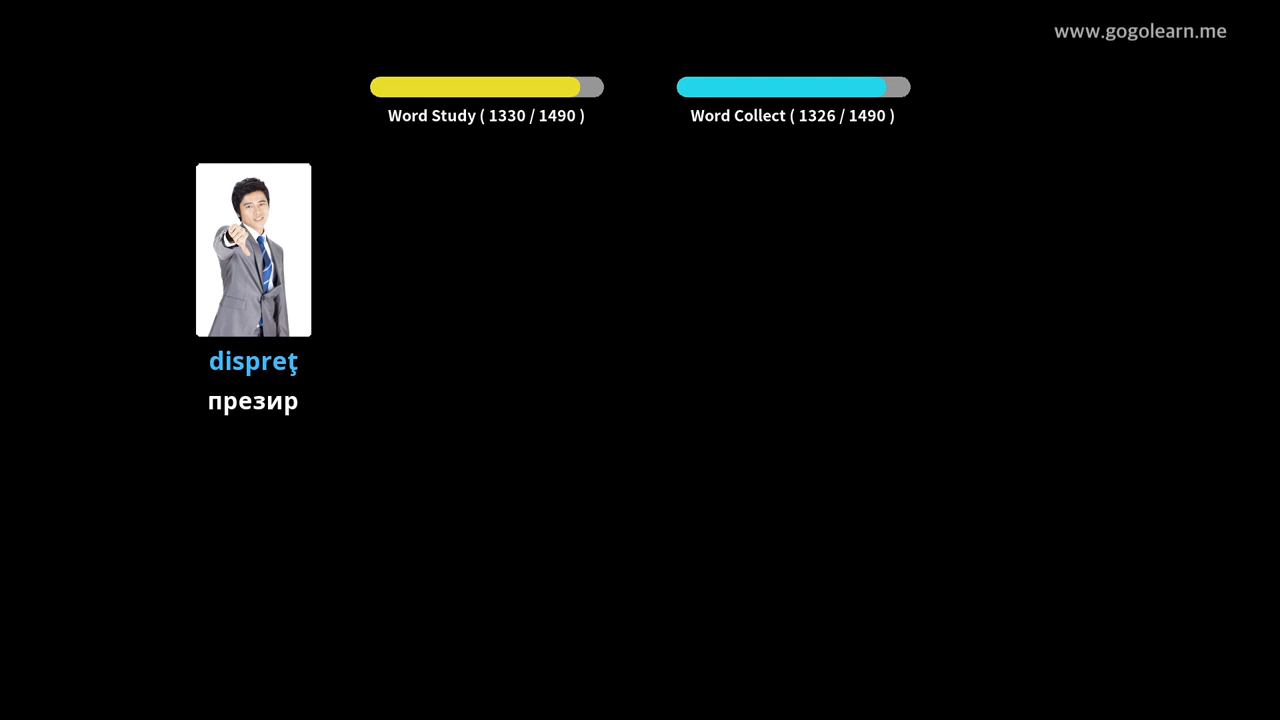 www.gogolearn.me
Word Study ( 1330 / 1490 )
Word Collect ( 1326 / 1490 )
dispreţ
презир